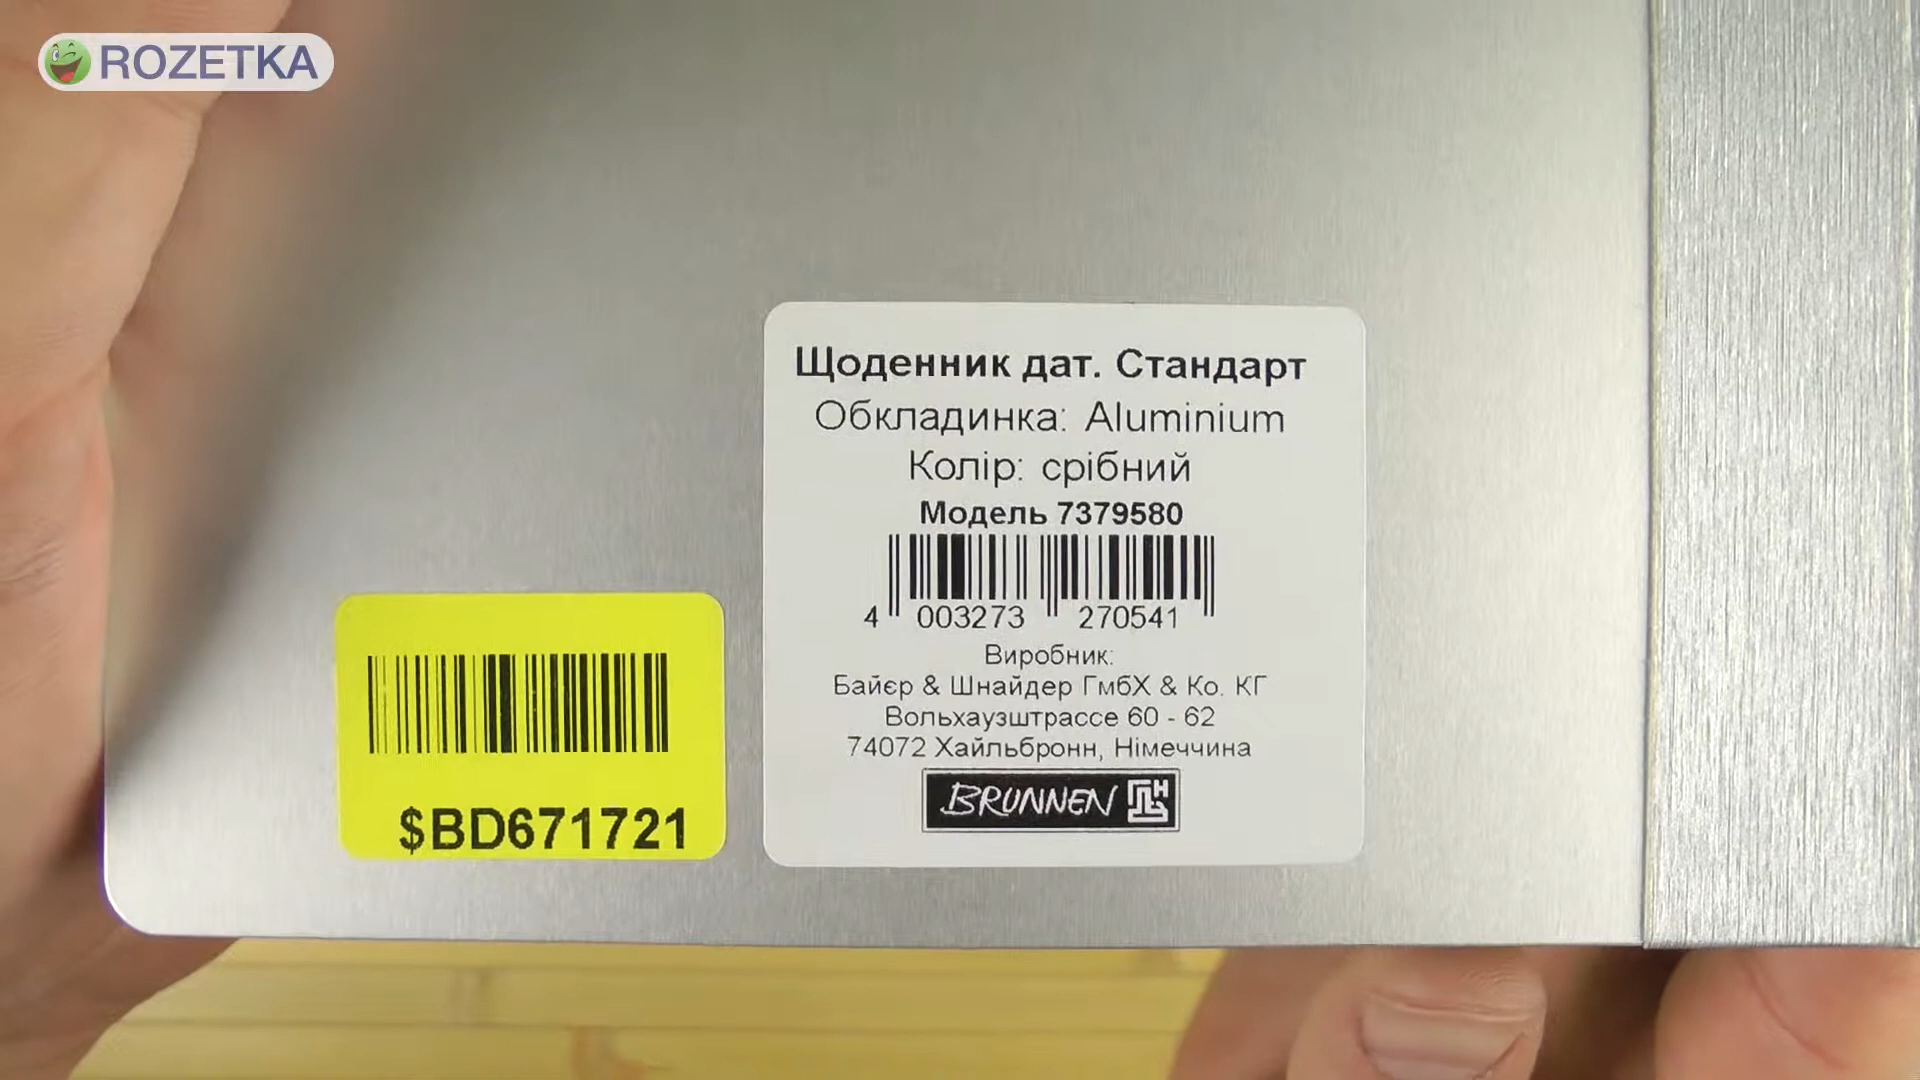 ROZETKA
Щоденник дат. Стандарт
Обкладинка: Aluminium
Колір: срібний
Модель 7379580
4 003273 270541
Виробник:
Байєр & Шнайдер ГмбХ & Ко. КГ
Вольхаузштрассе 60 - 62
74072 Хайльбронн, Німеччина
BRUNNEN
$BD671721